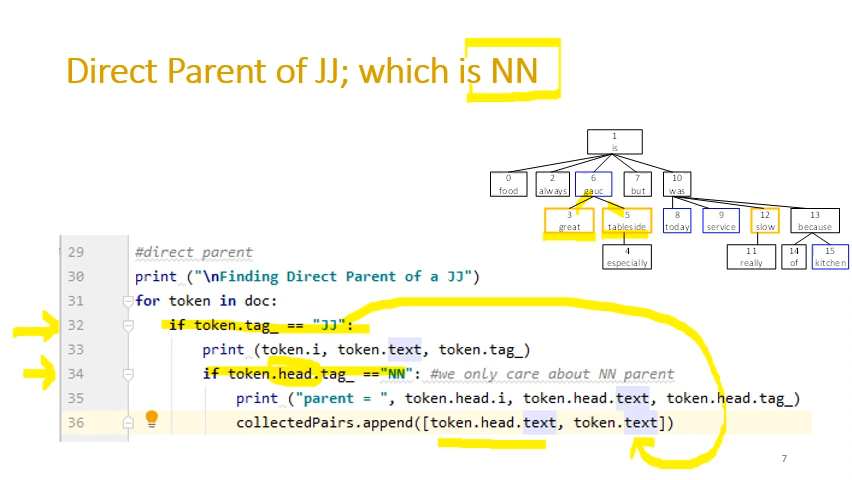 Direct Parent of JJ; which is NN
1
is
0
food
2
always
6
gauc
7
but
10
was
3
great
5
tableside
8
today
9
service
12
slow
13
because
4
especially
11
really
14
of
15
kitchen
29 #direct parent
30 print ("\nFinding Direct Parent of a JJ")
31 for token in doc:
32 if token.tag_ == "JJ":
33 print (token.i, token.text, token.tag_)
34 if token.head.tag_ =="NN": #we only care about NN parent
35 print ("parent = ", token.head.i, token.head.text, token.head.tag_)
36 collectedPairs.append([token.head.text, token.text])
7